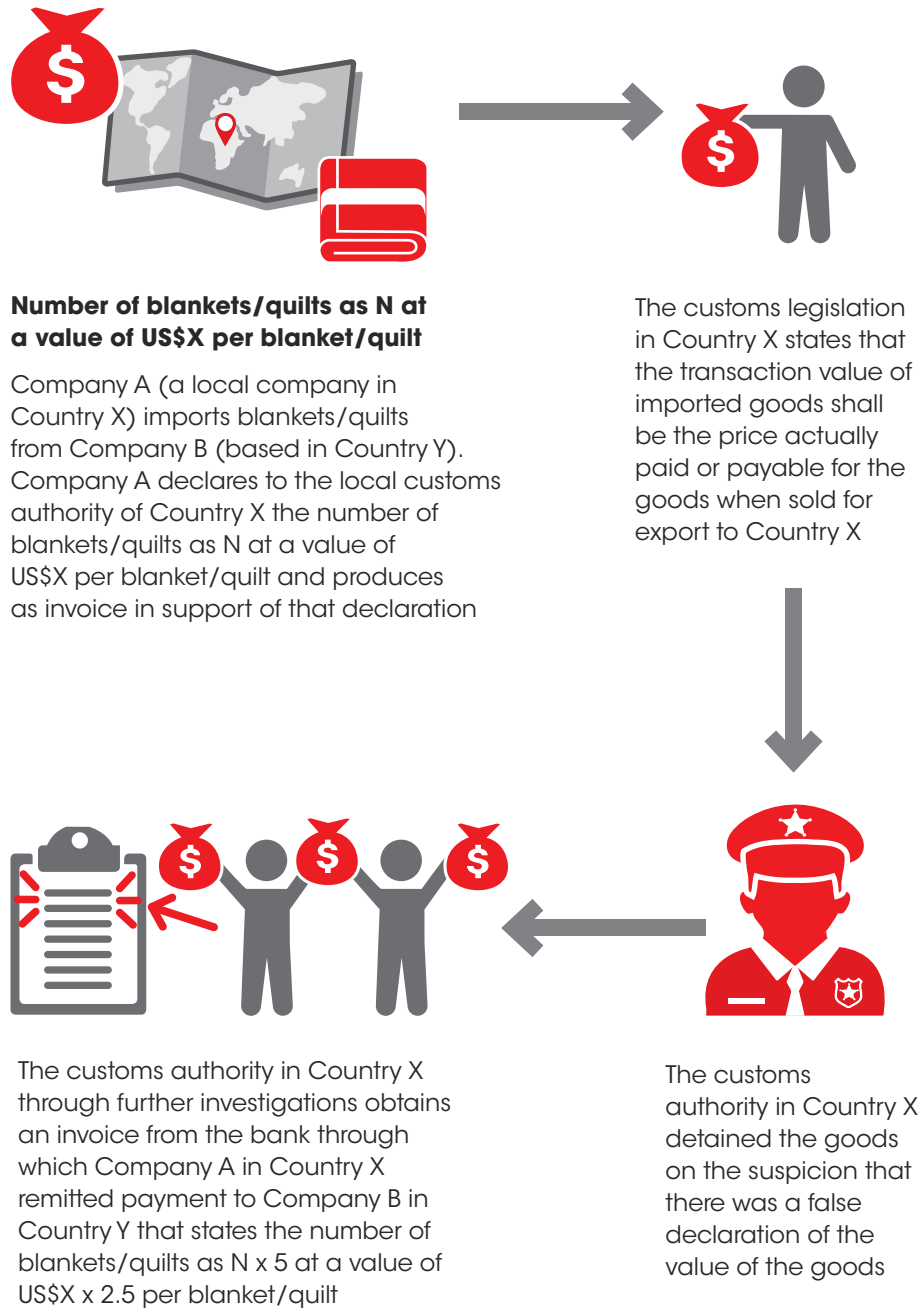 $
$
Number of blankets/quilts as N at
a value of US$X per blanket/quilt
Company A (a local company in
Country X) imports blankets/quilts
from Company B (based in Country Y).
Company A declares to the local customs
authority of Country X the number of
blankets/quilts as N at a value of
US$X per blanket/quilt and produces
as invoice in support of that declaration
The customs legislation
in Country X states that
the transaction value of
imported goods shall
be the price actually
paid or payable for the
goods when sold for
export to Country X
The customs
authority in Country X
detained the goods
on the suspicion that
there was a false
declaration of the
value of the goods
$ $ $
The customs authority in Country X
through further investigations obtains
an invoice from the bank through
which Company A in Country X
remitted payment to Company B in
Country Y that states the number of
blankets/quilts as N x 5 at a value of
US$X x 2.5 per blanket/quilt